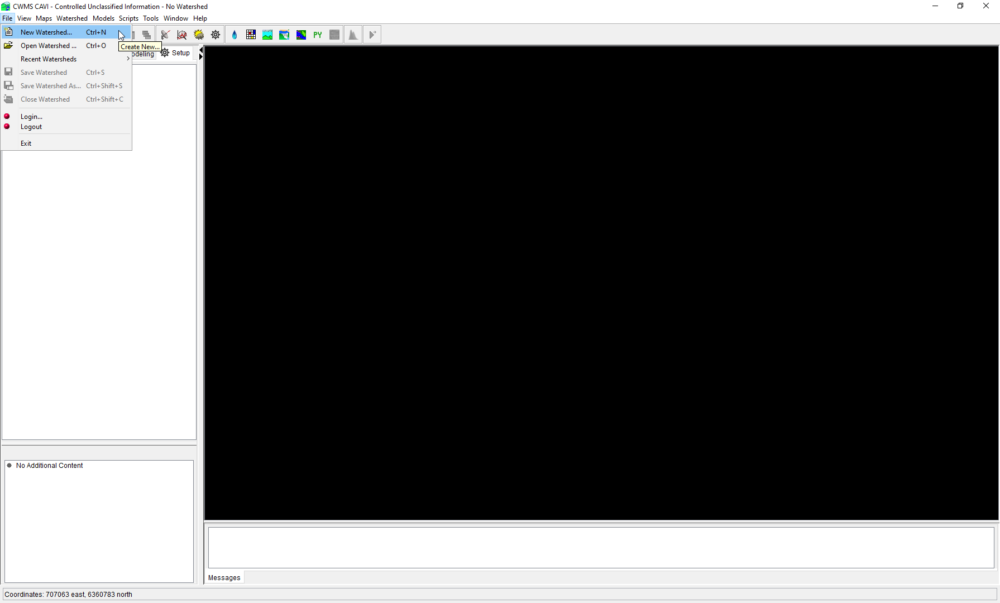 CWMS CAVI - Controlled Unclassified Information - No Watershed
File View Maps Watershed Models Scripts Tools Window Help
New Watershed... Ctrl+N
Create New...
Open Watershed ... Ctrl+O
Setup
Recent Watersheds
Save Watershed Ctrl+S
Save Watershed As... Ctrl+Shift+S
Close Watershed Ctrl+Shift+C
Login...
Logout
Exit
PY
No Additional Content
Messages
Coordinates: 707063 east, 6360783 north